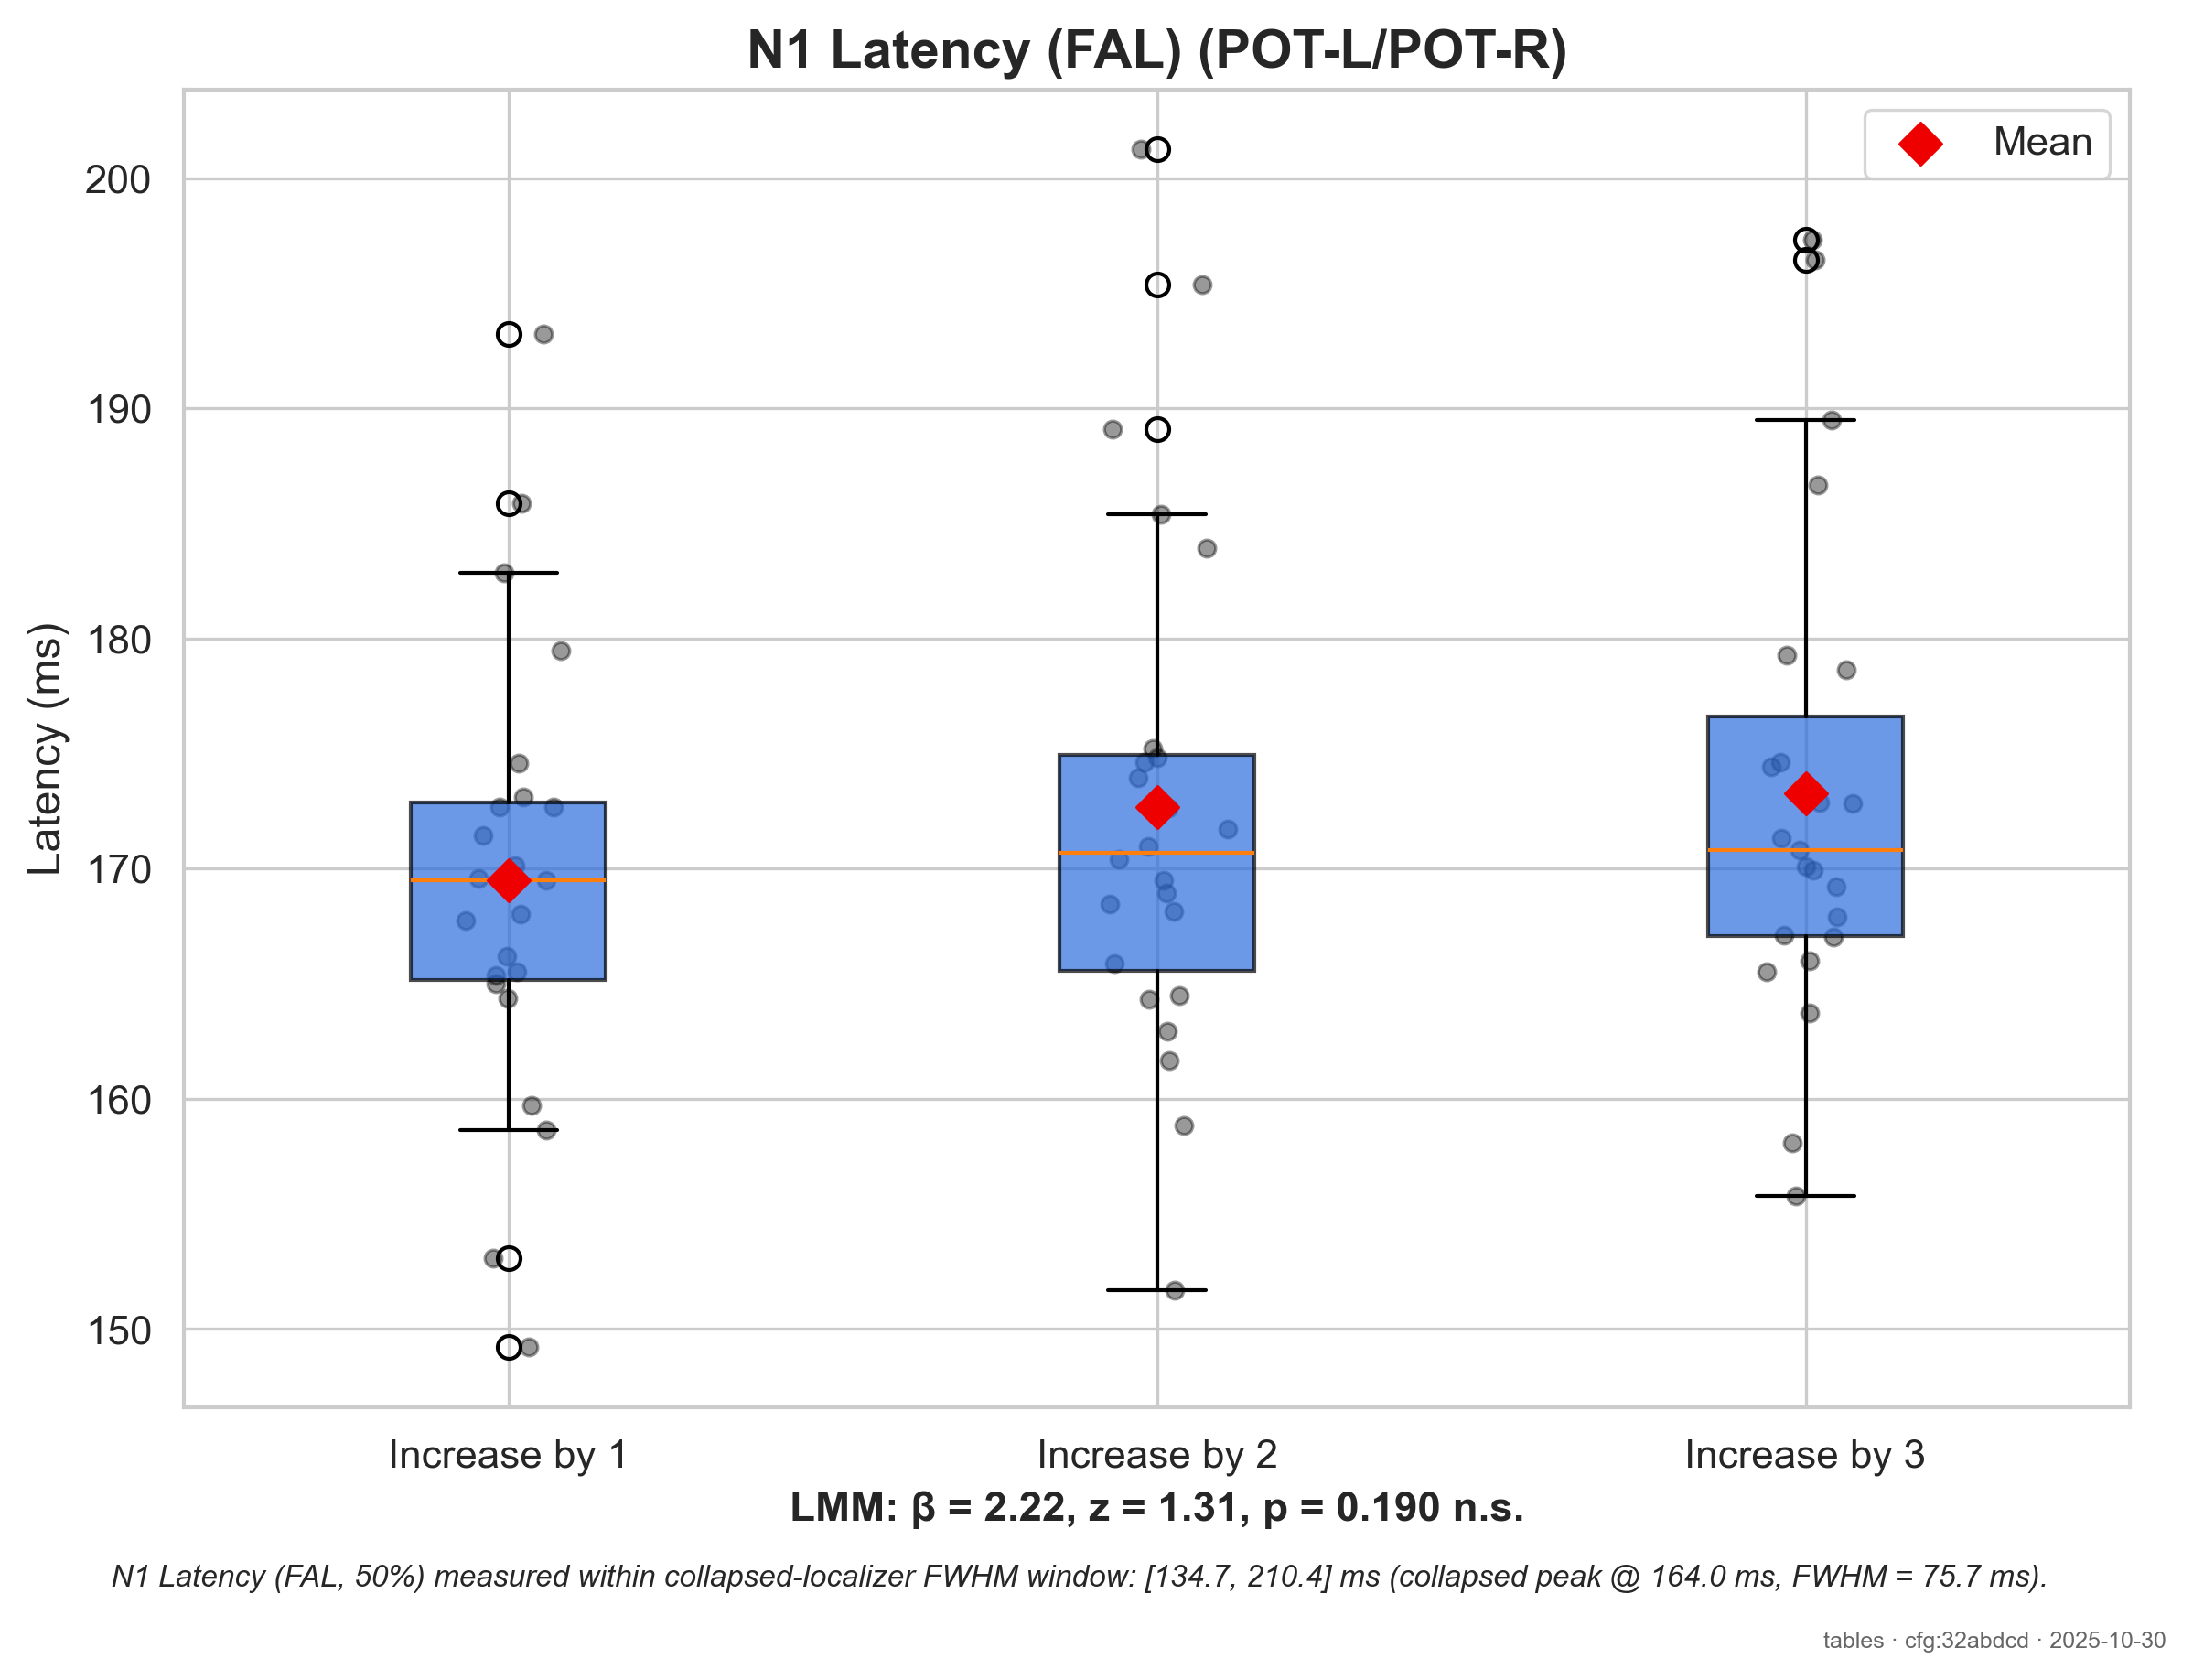 N1 Latency (FAL) (POT-L/POT-R)
Mean
Latency (ms)
200
190
180
170
160
150
Increase by 1
Increase by 2
Increase by 3
LMM: β = 2.22, z = 1.31, p = 0.190 n.s.
N1 Latency (FAL, 50%) measured within collapsed-localizer FWHM window: [134.7, 210.4] ms (collapsed peak @ 164.0 ms, FWHM = 75.7 ms).
tables · cfg:32abdcd · 2025-10-30